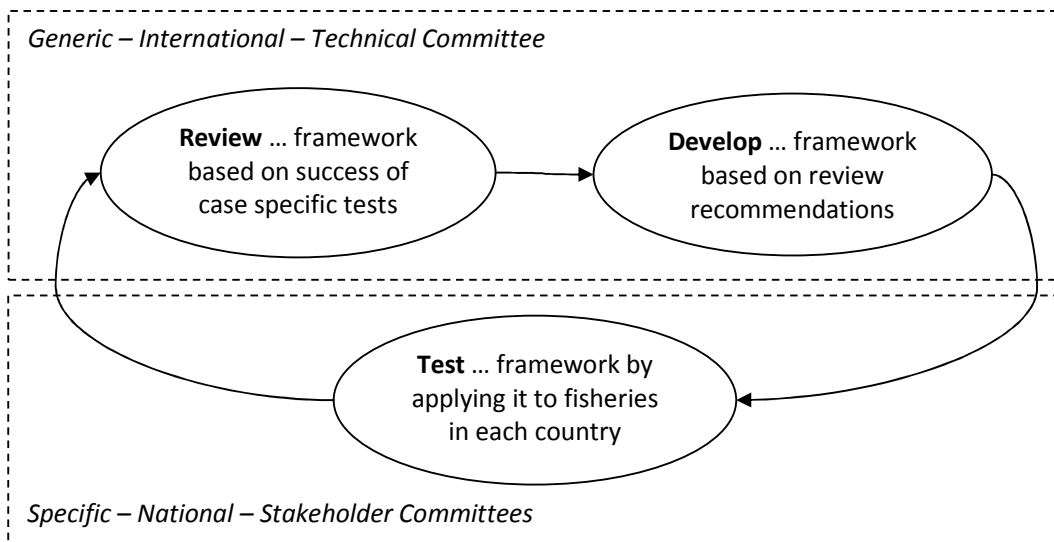 Generic – International – Technical Committee
Review ... framework
based on success of
case specific tests
Develop ... framework
based on review
recommendations
Test ... framework by
applying it to fisheries
in each country
Specific – National – Stakeholder Committees